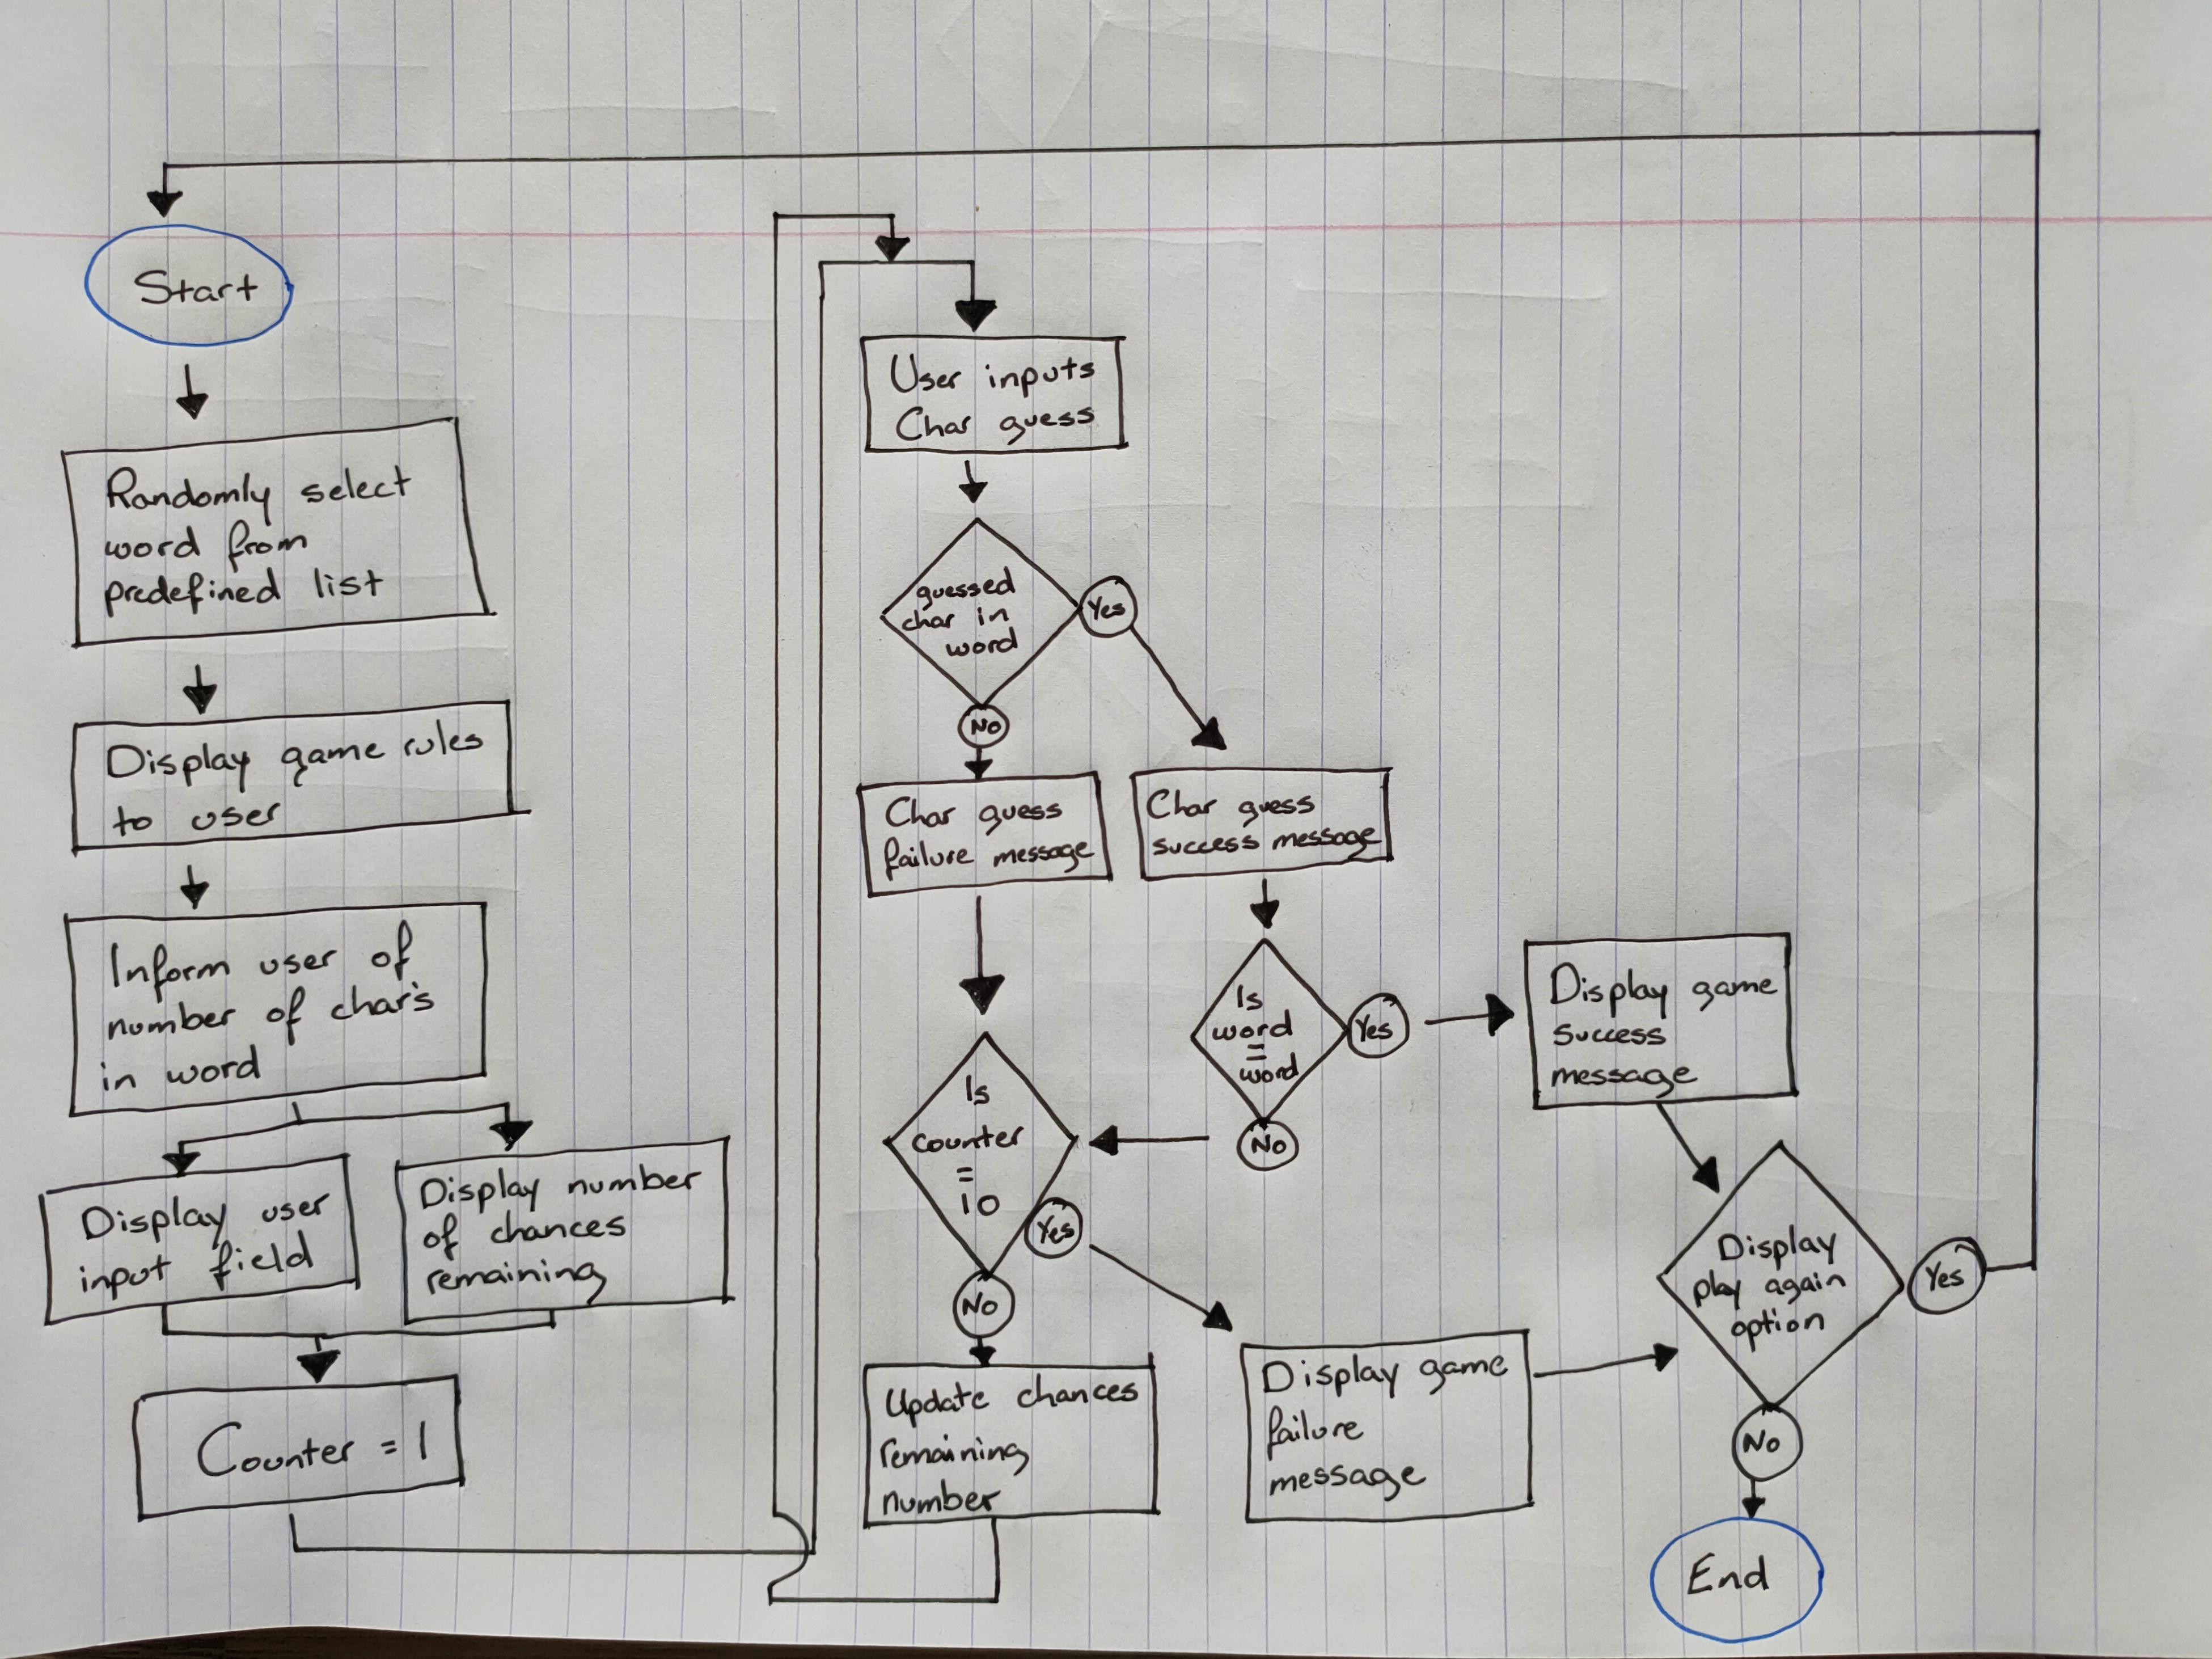 Start
Randomly select
word from
predefined list
Display game rules
to user
Inform user of
number of char's
in word
Display user
input field
Display number
of chances
remaining
Counter = 1
User inputs
Char guess
guessed
char in
word
Yes
No
Char guess
failure message
Char guess
success message
Is
word
=
word
Yes
No
Display game
success
message
Is
counter
=
10
Yes
No
Update chances
remaining
number
Display game
failure
message
Display
play again
option
Yes
No
End